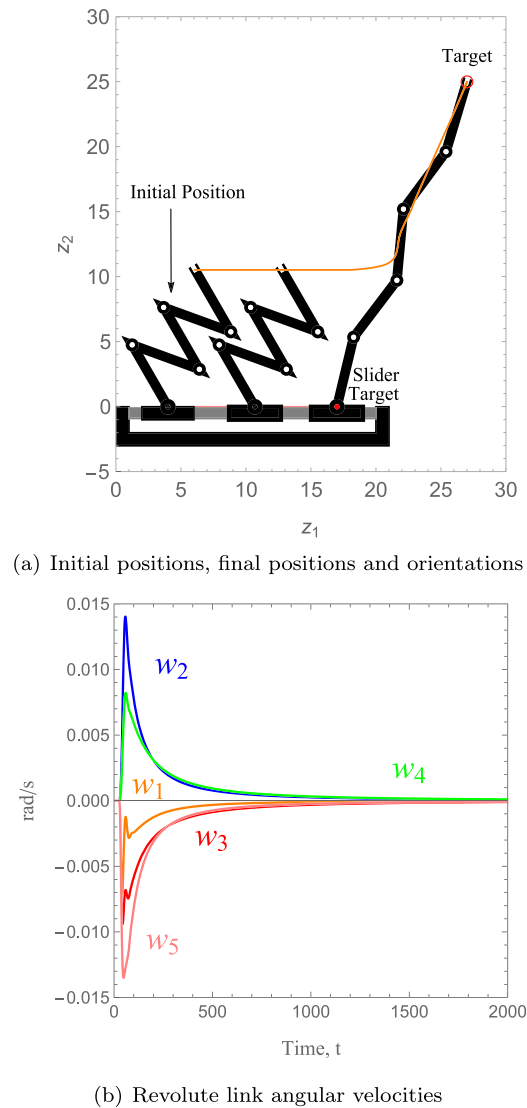 30
25
20
15
10
5
0
−5
z2
Target
Initial Position
Slider
Target
0 5 10 15 20 25 30
z1
(a) Initial positions, final positions and orientations
0.015
0.010
0.005
0.000
−0.005
−0.010
−0.015
rad/s
w2
w4
w1
w3
w5
0 500 1000 1500 2000
Time, t
(b) Revolute link angular velocities